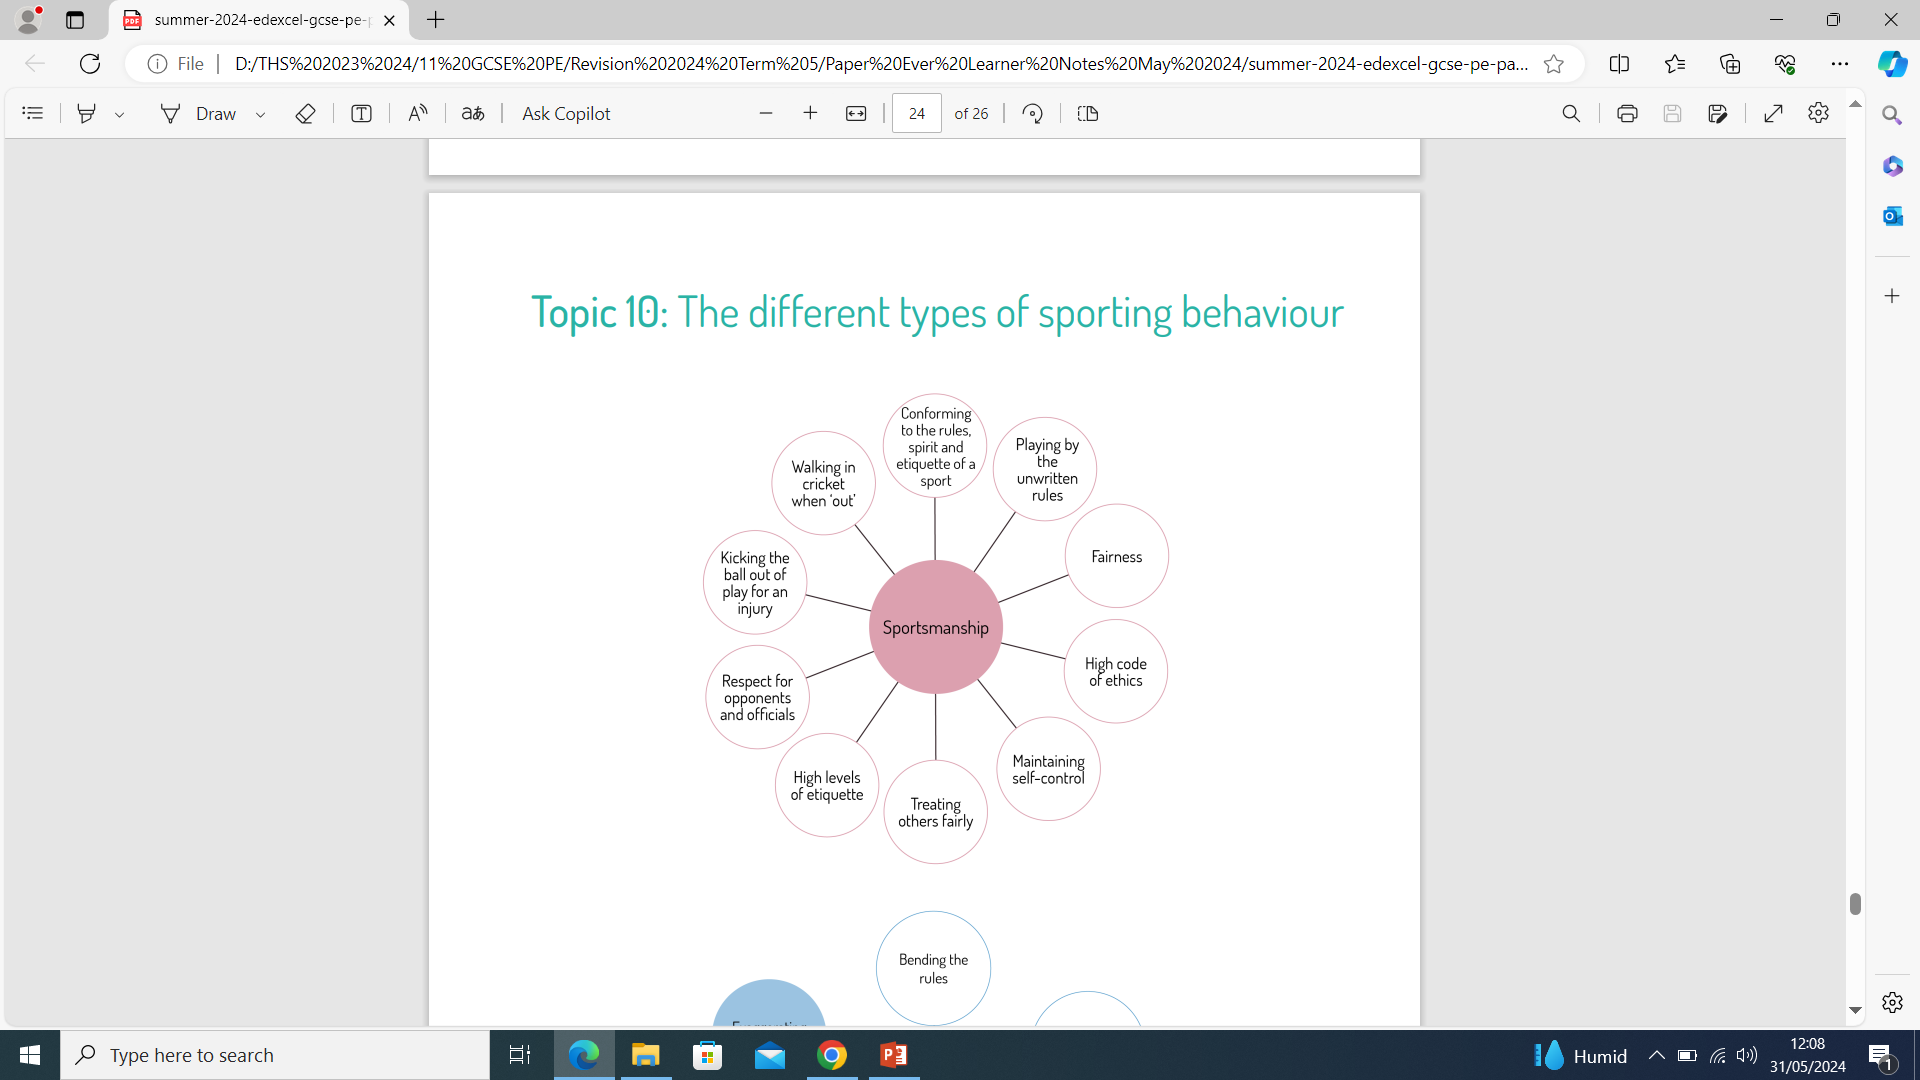 summer-2024-edexcel-gcse-pe-p
File
D:/THS%202023%2024/11%20GCSE%20PE/Revision%202024%20Term%205/Paper%20Ever%20Learner%20Notes%20May%202024/summer-2024-edexcel-gcse-pe-pa...
Draw
Ask Copilot
24
of 26
Topic 10: The different types of sporting behaviour
Conforming
to the rules,
spirit and
etiquette of a
sport
Playing by
the
unwritten
rules
Fairness
High code
of ethics
Maintaining
self-control
Treating
others fairly
High levels
of etiquette
Respect for
opponents
and officials
Kicking the
ball out of
play for an
injury
Walking in
cricket
when 'out'
Sportsmanship
Bending the
rules
Type here to search
Humid
12:08
31/05/2024
1